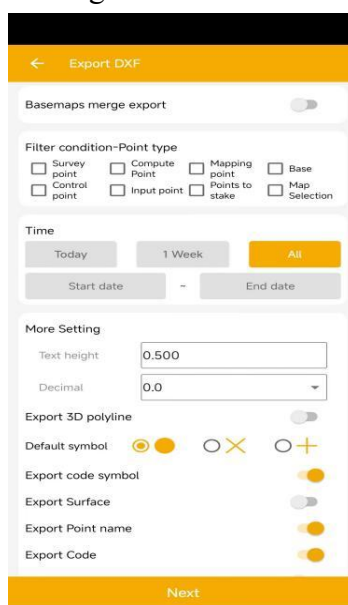 Export DXF
Basemaps merge export
Filter condition-Point type
Survey point Compute Point Mapping point Base
Control point Input point Points to stake Map Selection
Time
Today 1 Week All
Start date - End date
More Setting
Text height 0.500
Decimal 0.0
Export 3D polyline
Default symbol
Export code symbol
Export Surface
Export Point name
Export Code
Next